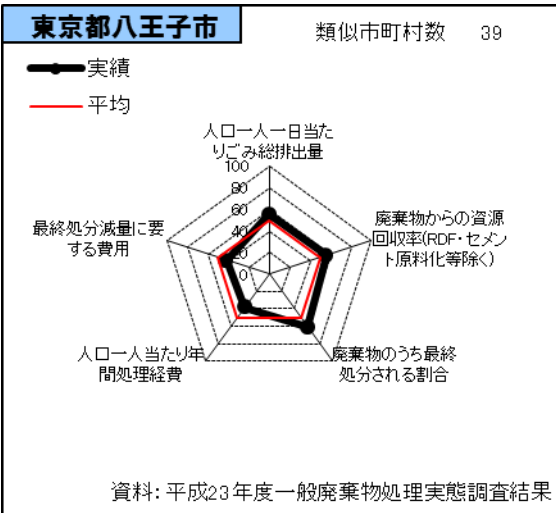 東京都八王子市
類似市町村数 39
実績
平均
人口一人一日当た
りごみ総排出量
100
80
60
40
20
0
廃棄物からの資源
回収率(RDF・セメン
ト原料化等除く)
廃棄物のうち最終
処分される割合
人口一人当たり年
間処理経費
最終処分減量に要
する費用
資料:平成23年度一般廃棄物処理実態調査結果